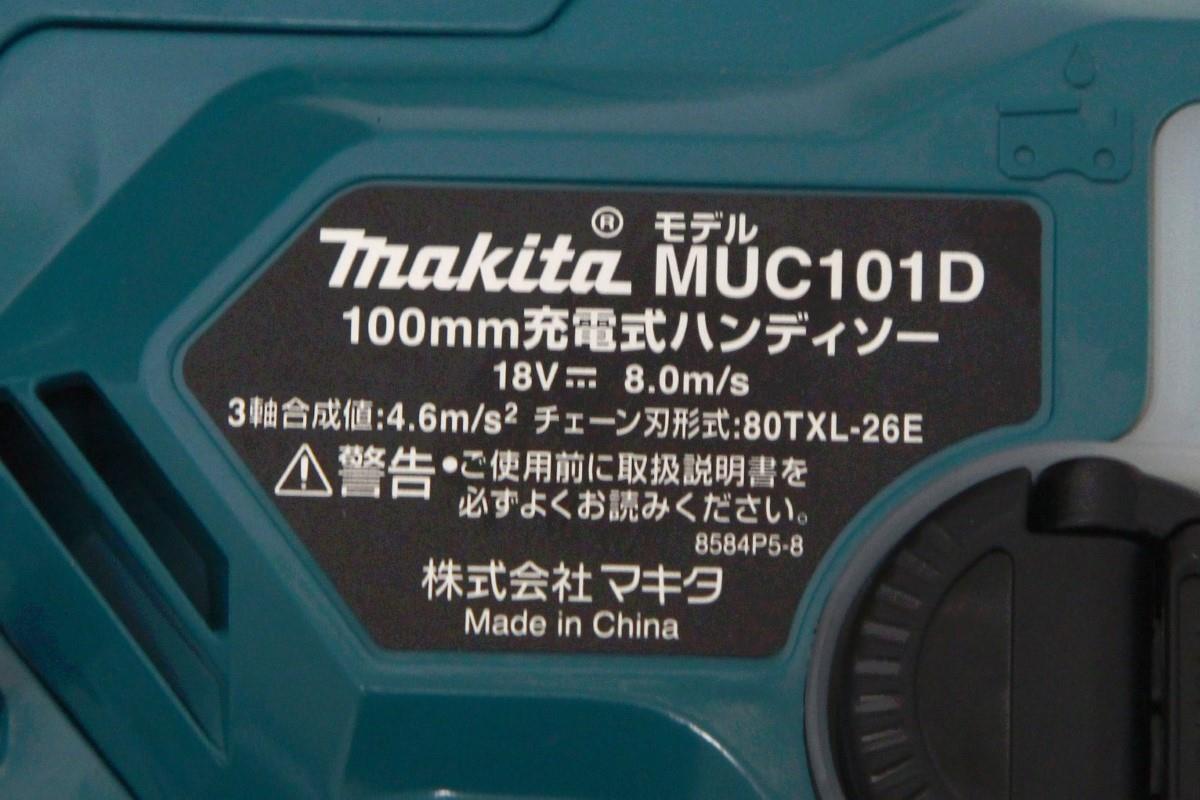 makita® モデル
MUC101D
100mm充電式ハンディソー
18V⎓ 8.0m/s
3軸合成値:4.6m/s² チェーン刃形式:80TXL-26E
⚠警告 •ご使用前に取扱説明書を
必ずよくお読みください。
8584P5-8
株式会社マキタ
Made in China